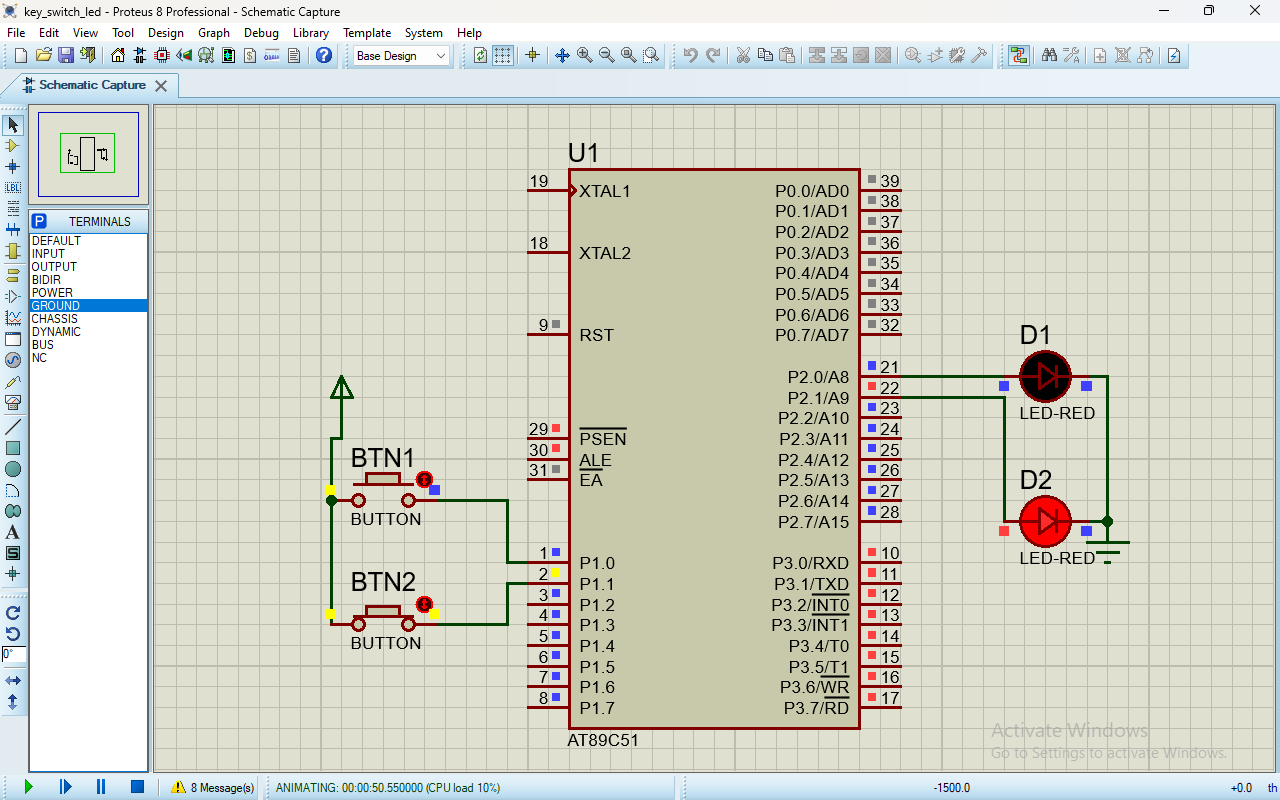 key_switch_led - Proteus 8 Professional - Schematic Capture
File Edit View Tool Design Graph Debug Library Template System Help
Base Design
Schematic Capture
P TERMINALS
DEFAULT
INPUT
OUTPUT
BIDIR
POWER
GROUND
CHASSIS
DYNAMIC
BUS
NC
LBL
A
S
0°
U1
19 XTAL1
18 XTAL2
9 RST
29 PSEN
30 ALE
31 EA
1 P1.0
2 P1.1
3 P1.2
4 P1.3
5 P1.4
6 P1.5
7 P1.6
8 P1.7
P0.0/AD0 39
P0.1/AD1 38
P0.2/AD2 37
P0.3/AD3 36
P0.4/AD4 35
P0.5/AD5 34
P0.6/AD6 33
P0.7/AD7 32
P2.0/A8 21
P2.1/A9 22
P2.2/A10 23
P2.3/A11 24
P2.4/A12 25
P2.5/A13 26
P2.6/A14 27
P2.7/A15 28
P3.0/RXD 10
P3.1/TXD 11
P3.2/INT0 12
P3.3/INT1 13
P3.4/T0 14
P3.5/T1 15
P3.6/WR 16
P3.7/RD 17
AT89C51
BTN1
BUTTON
BTN2
BUTTON
D1
LED-RED
D2
LED-RED
Activate Windows
Go to Settings to activate Windows.
8 Message(s) ANIMATING: 00:00:50.550000 (CPU load 10%) -1500.0 +0.0 th